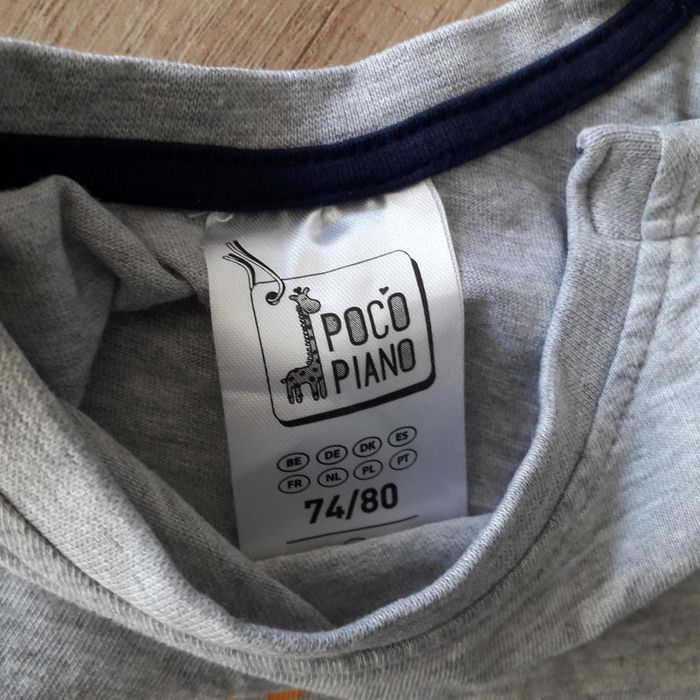 POCO
PIANO
BE DE DK ES
FR NL PL PT
74/80